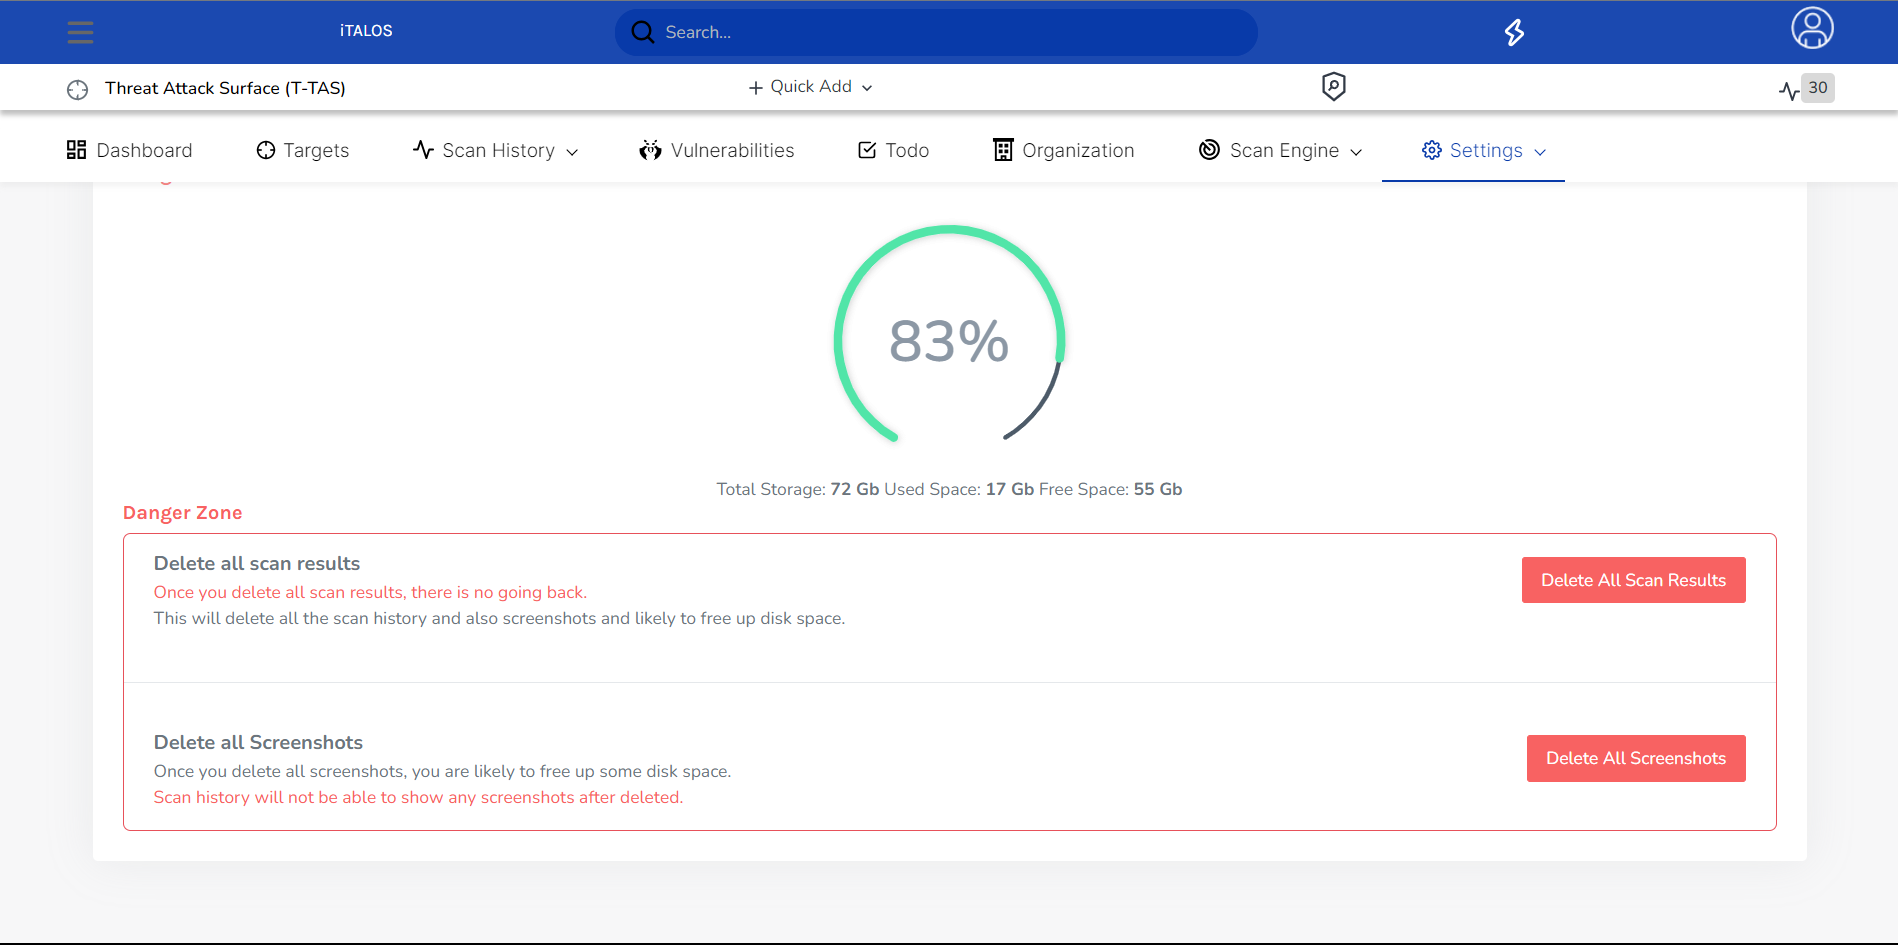 iTALOS
Search...
Threat Attack Surface (T-TAS)
Quick Add
30
Dashboard
Targets
Scan History
Vulnerabilities
Todo
Organization
Scan Engine
Settings
83%
Total Storage: 72 Gb Used Space: 17 Gb Free Space: 55 Gb
Danger Zone
Delete all scan results
Once you delete all scan results, there is no going back.
This will delete all the scan history and also screenshots and likely to free up disk space.
Delete All Scan Results
Delete all Screenshots
Once you delete all screenshots, you are likely to free up some disk space.
Scan history will not be able to show any screenshots after deleted.
Delete All Screenshots